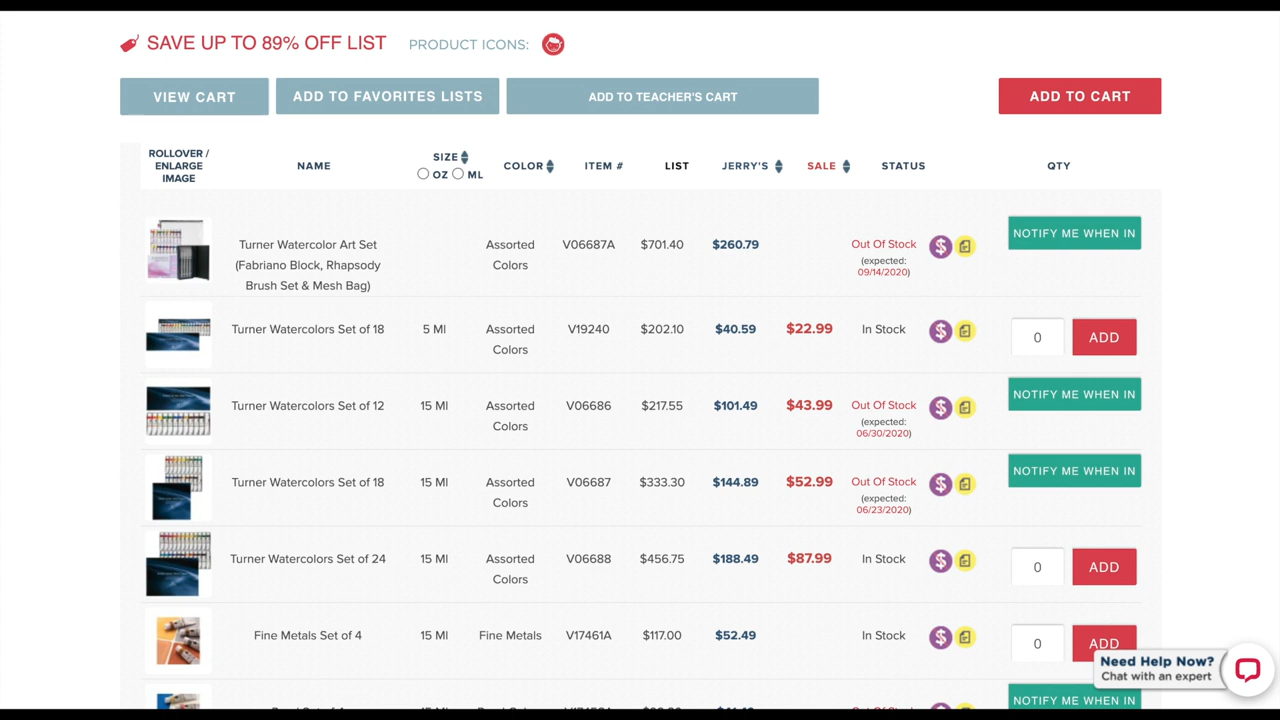 SAVE UP TO 89% OFF LIST PRODUCT ICONS:
VIEW CART ADD TO FAVORITES LISTS ADD TO TEACHER'S CART ADD TO CART
ROLLOVER /
ENLARGE
IMAGE
NAME
SIZE
OZ ML
COLOR ITEM # LIST JERRY'S SALE STATUS QTY
Turner Watercolor Art Set
(Fabriano Block, Rhapsody
Brush Set & Mesh Bag)
Assorted
Colors
V06687A $701.40 $260.79
Out Of Stock
(expected:
09/14/2020)
NOTIFY ME WHEN IN
Turner Watercolors Set of 18 5 Ml
Assorted
Colors
V19240 $202.10 $40.59 $22.99 In Stock 0 ADD
Turner Watercolors Set of 12 15 Ml
Assorted
Colors
V06686 $217.55 $101.49 $43.99
Out Of Stock
(expected:
06/30/2020)
NOTIFY ME WHEN IN
Turner Watercolors Set of 18 15 Ml
Assorted
Colors
V06687 $333.30 $144.89 $52.99
Out Of Stock
(expected:
06/23/2020)
NOTIFY ME WHEN IN
Turner Watercolors Set of 24 15 Ml
Assorted
Colors
V06688 $456.75 $188.49 $87.99 In Stock 0 ADD
Fine Metals Set of 4 15 Ml Fine Metals V17461A $117.00 $52.49 In Stock 0 ADD
Need Help Now?
Chat with an expert
NOTIFY ME WHEN IN